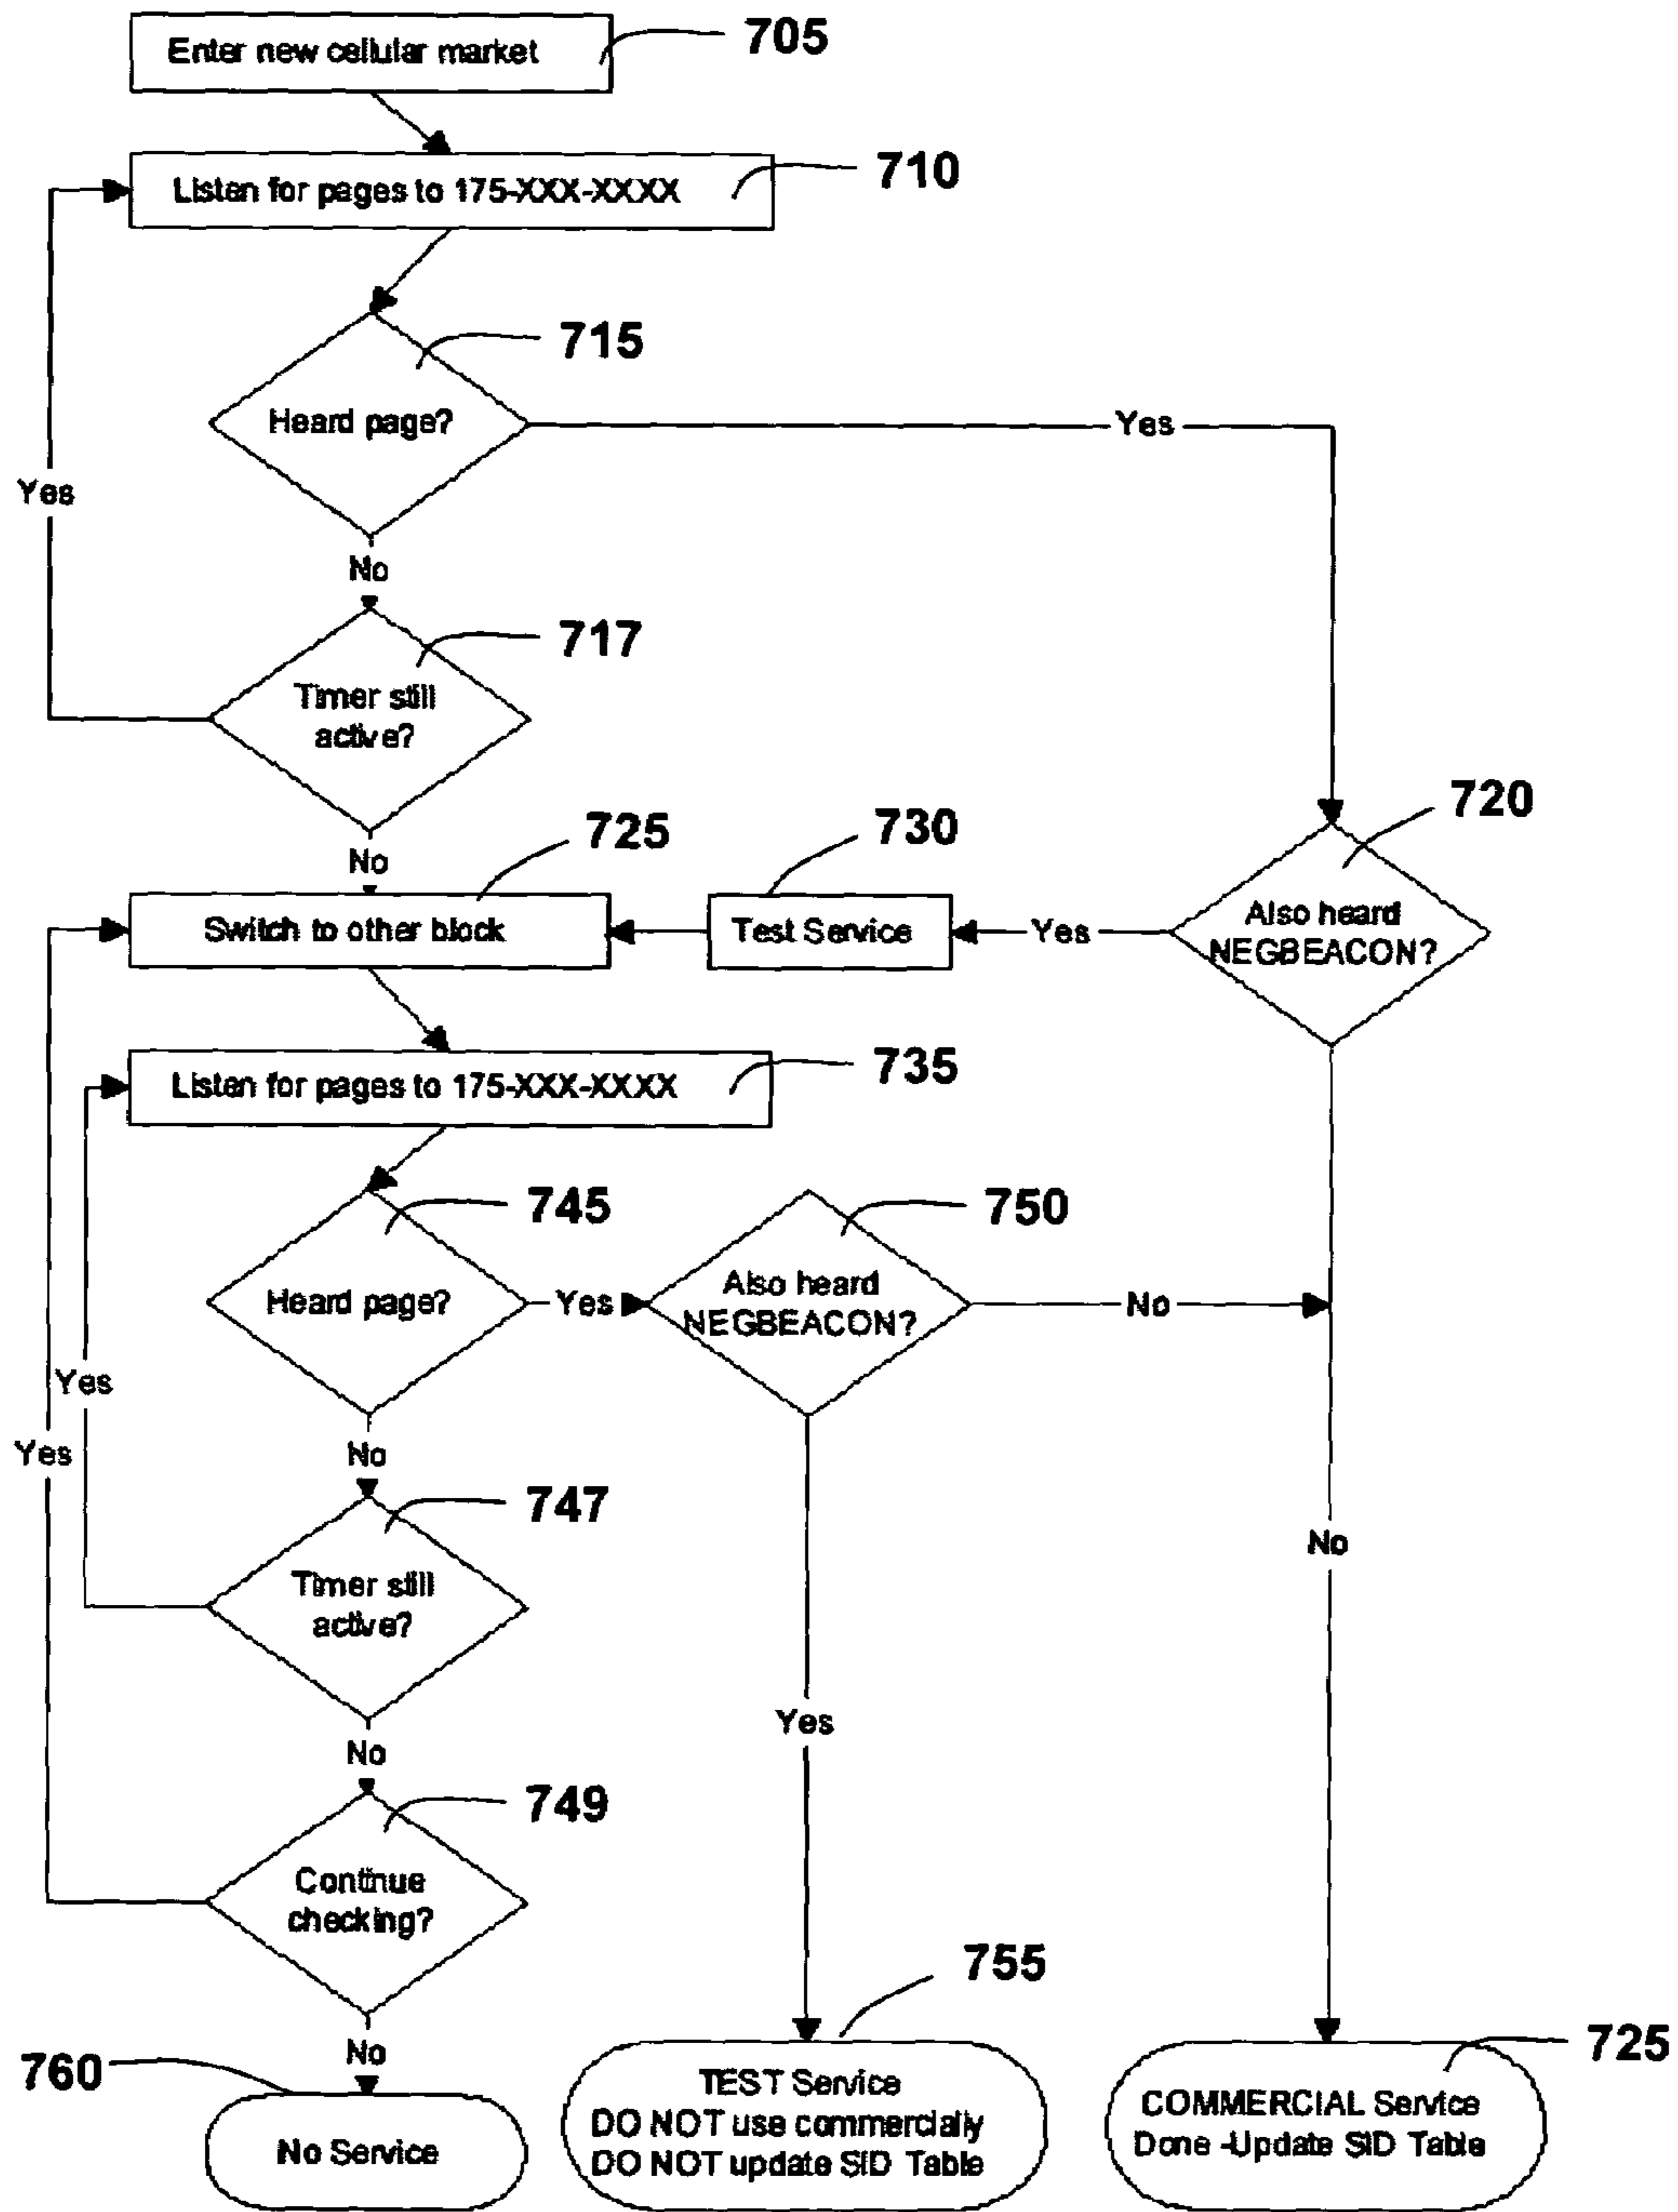 Enter new cellular market
705
Listen for pages to 175-XXX-XXXX
710
715
Heard page?
Yes
Yes
No
717
Timer still
active?
No
725
730
720
Switch to other block
Test Service
Yes
Also heard
NEGBEACON?
Listen for pages to 175-XXX-XXXX
735
745
750
Heard page?
Yes
Also heard
NEGBEACON?
No
Yes
Yes
No
747
No
Timer still
active?
Yes
No
749
Continue
checking?
755
No
760
725
No Service
TEST Service
DO NOT use commercially
DO NOT update SID Table
COMMERCIAL Service
Done -Update SID Table